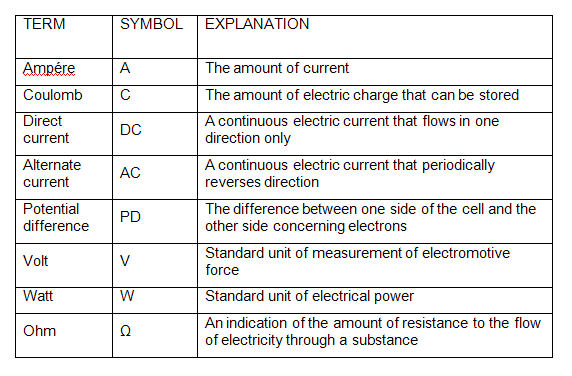 TERM SYMBOL EXPLANATION
Ampére A The amount of current
Coulomb C The amount of electric charge that can be stored
Direct
current DC A continuous electric current that flows in one
direction only
Alternate
current AC A continuous electric current that periodically
reverses direction
Potential
difference PD The difference between one side of the cell and the
other side concerning electrons
Volt V Standard unit of measurement of electromotive
force
Watt W Standard unit of electrical power
Ohm Ω An indication of the amount of resistance to the flow
of electricity through a substance